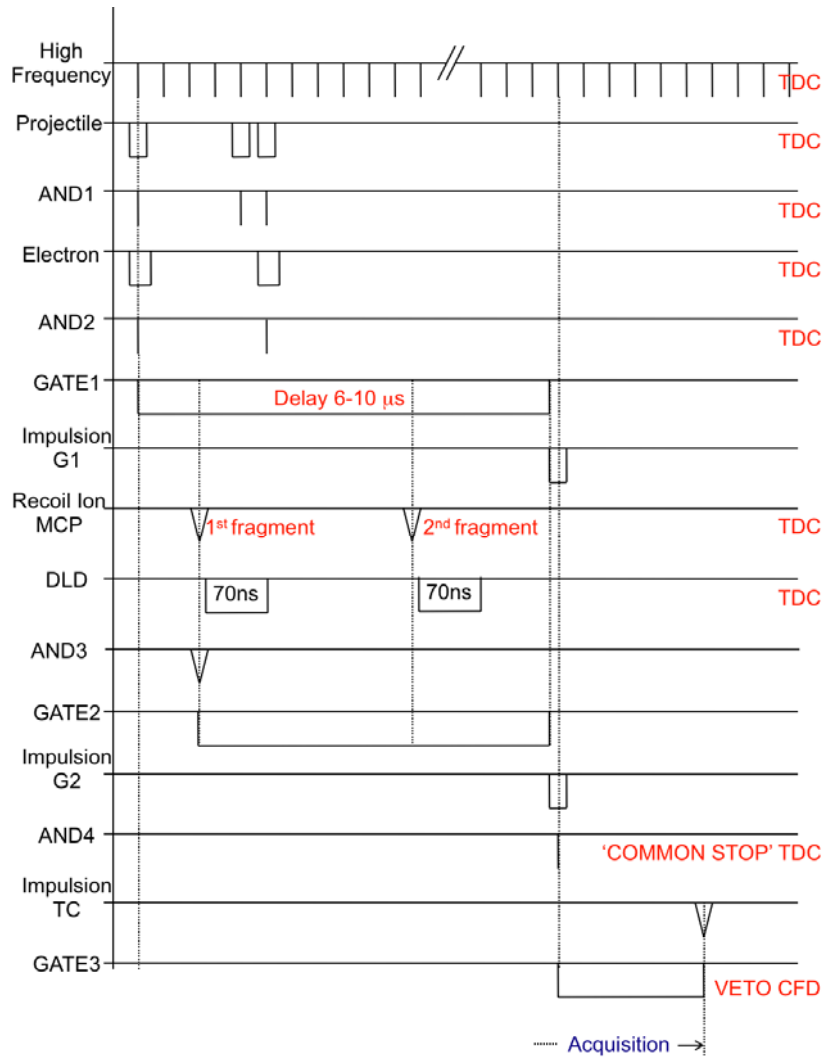 High
Frequency
TDC
Projectile
TDC
AND1
TDC
Electron
TDC
AND2
TDC
GATE1
Delay 6-10 μs
Impulsion
G1
Recoil Ion
MCP
1st fragment
2nd fragment
TDC
DLD
70ns
70ns
TDC
AND3
GATE2
Impulsion
G2
AND4
‘COMMON STOP’ TDC
Impulsion
TC
GATE3
VETO CFD
Acquisition